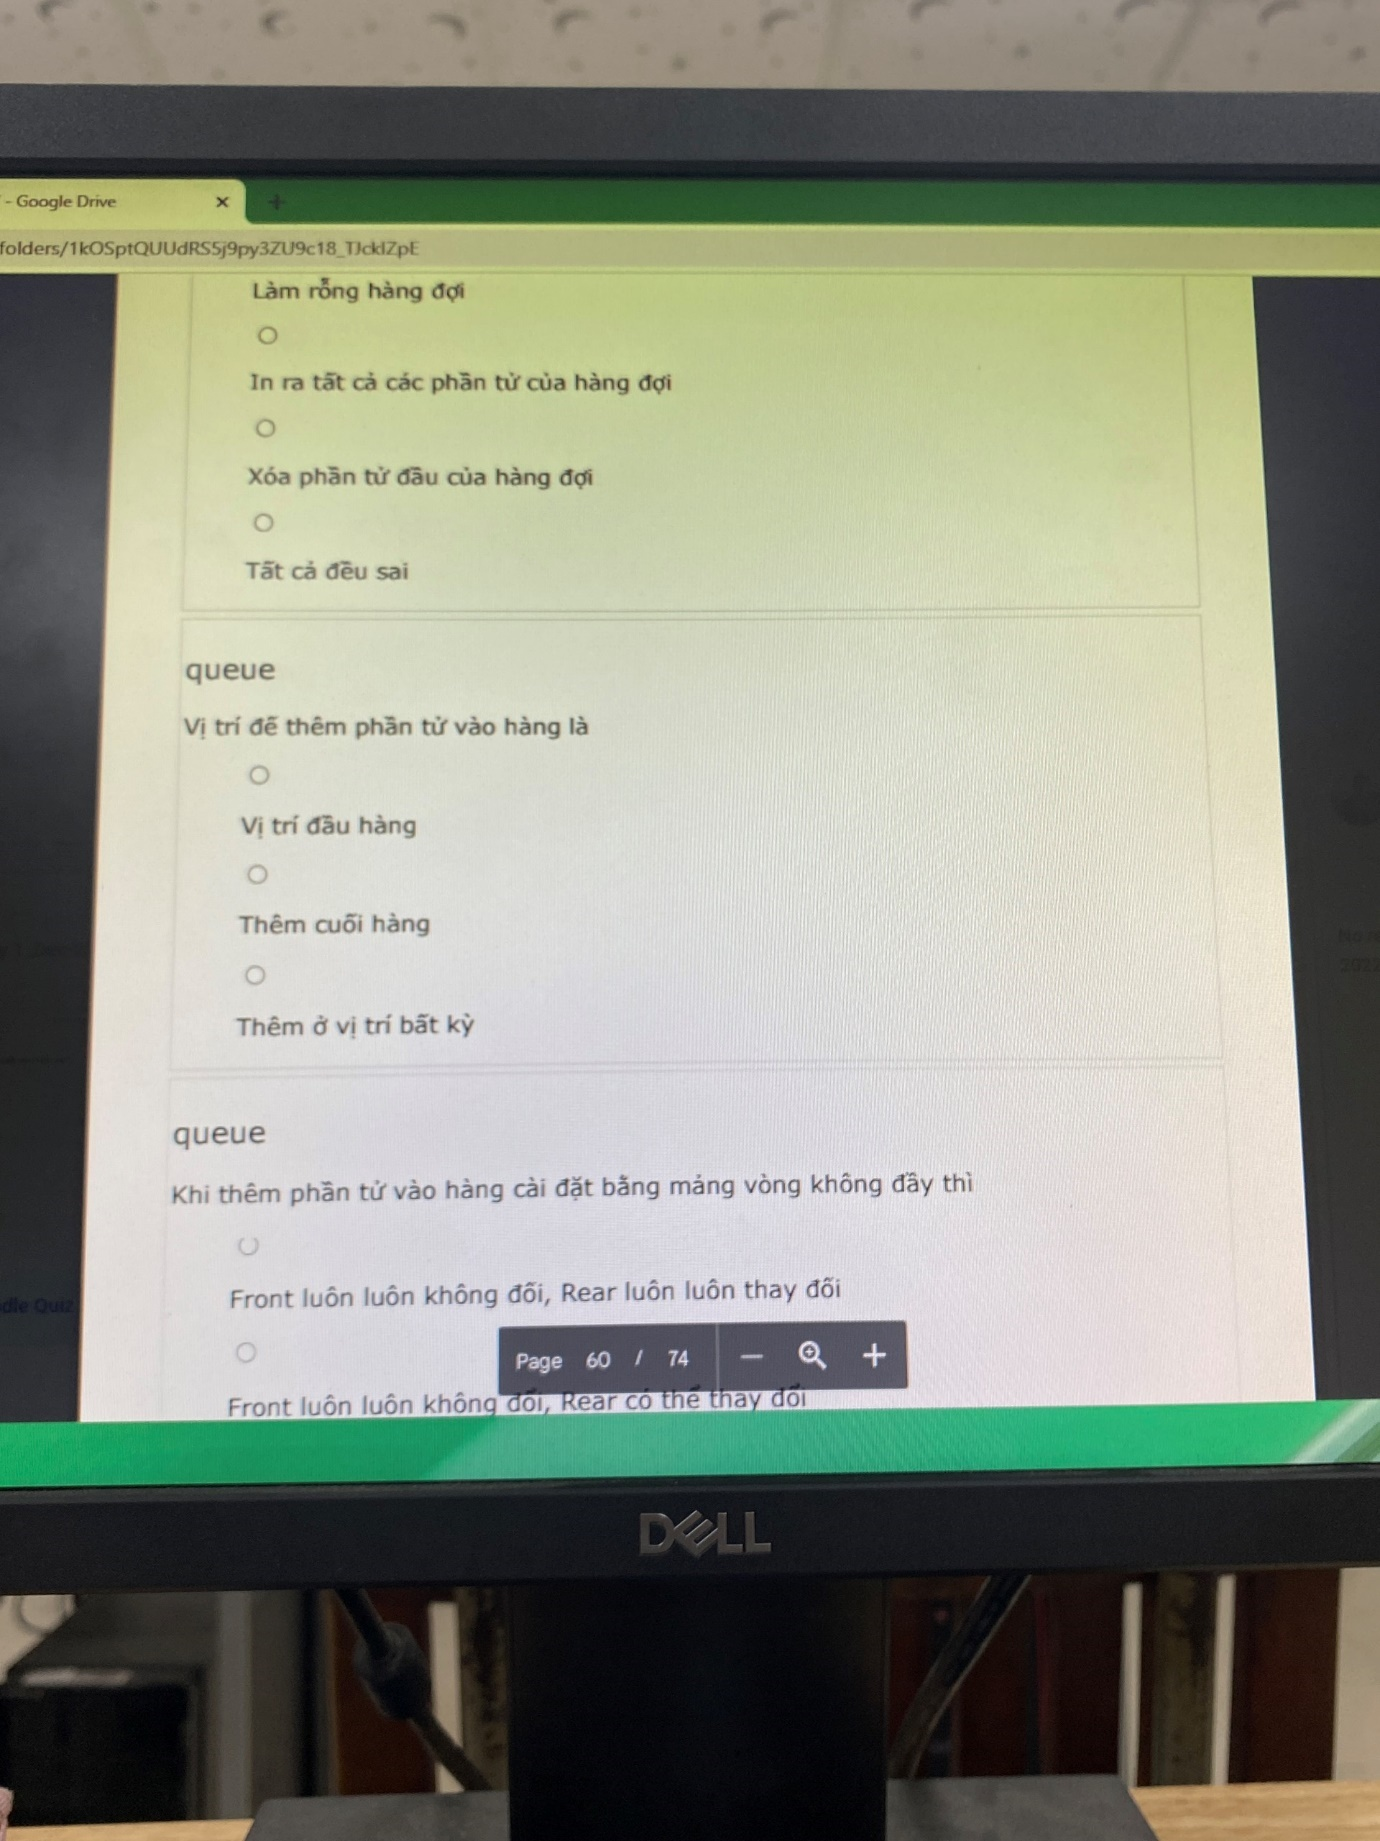 - Google Drive
folders/1kOSptQUUdRS5j9py3ZU9c18_TJcklZpE
Làm rỗng hàng đợi
In ra tất cả các phần tử của hàng đợi
Xóa phần tử đầu của hàng đợi
Tất cả đều sai
queue
Vị trí để thêm phần tử vào hàng là
Vị trí đầu hàng
Thêm cuối hàng
Thêm ở vị trí bất kỳ
queue
Khi thêm phần tử vào hàng cài đặt bằng mảng vòng không đầy thì
Front luôn luôn không đổi, Rear luôn luôn thay đổi
Page 60 / 74
Front luôn luôn không đổi, Rear có thể thay đổi
dle Quiz
DELL